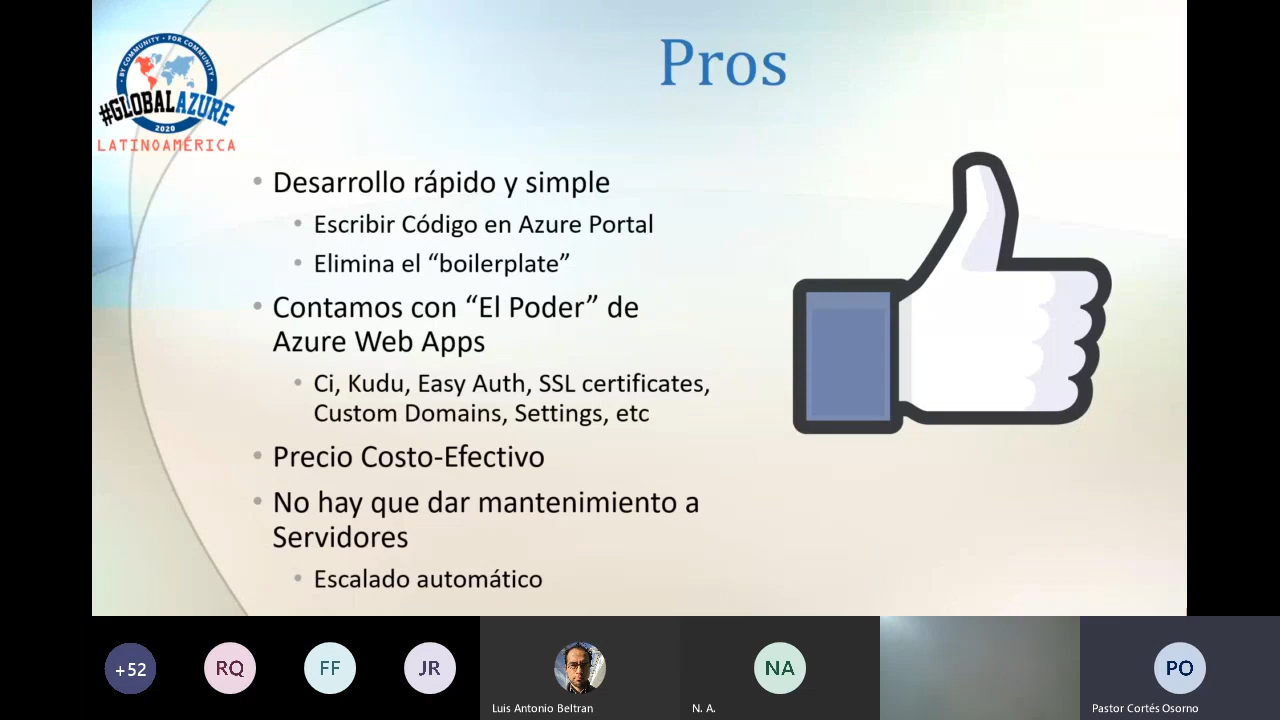 BY COMMUNITY • FOR COMMUNITY
#GLOBALAZURE
2020
LATINOAMÉRICA
Pros
• Desarrollo rápido y simple
• Escribir Código en Azure Portal
• Elimina el “boilerplate”
• Contamos con “El Poder” de
Azure Web Apps
• Ci, Kudu, Easy Auth, SSL certificates,
Custom Domains, Settings, etc
• Precio Costo-Efectivo
• No hay que dar mantenimiento a
Servidores
• Escalado automático
+52
RQ
FF
JR
Luis Antonio Beltran
NA
N. A.
PO
Pastor Cortés Osorno